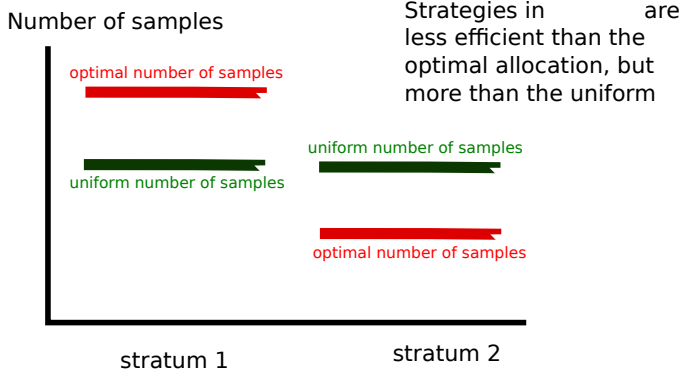 Number of samples
Strategies in are
less efficient than the
optimal allocation, but
more than the uniform
optimal number of samples
uniform number of samples
uniform number of samples
optimal number of samples
stratum 1
stratum 2